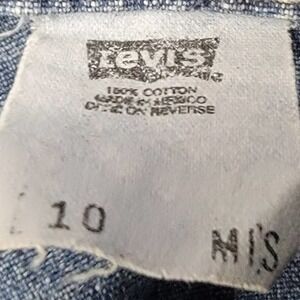 Levi's
100% COTTON
MADE IN MEXICO
CARE ON REVERSE
10 MIS